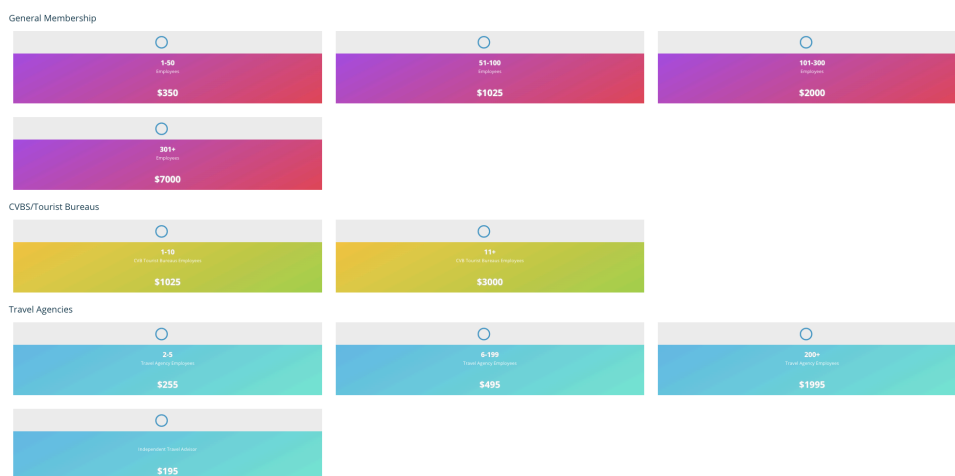 General Membership
1-50
Employees
$350
51-100
Employees
$1025
101-300
Employees
$2000
301+
Employees
$7000
CVBS/Tourist Bureaus
1-10
CVB Tourist Bureaus Employees
$1025
11+
CVB Tourist Bureaus Employees
$3000
Travel Agencies
2-5
Travel Agency Employees
$255
6-199
Travel Agency Employees
$495
200+
Travel Agency Employees
$1995
Independent Travel Advisor
$195